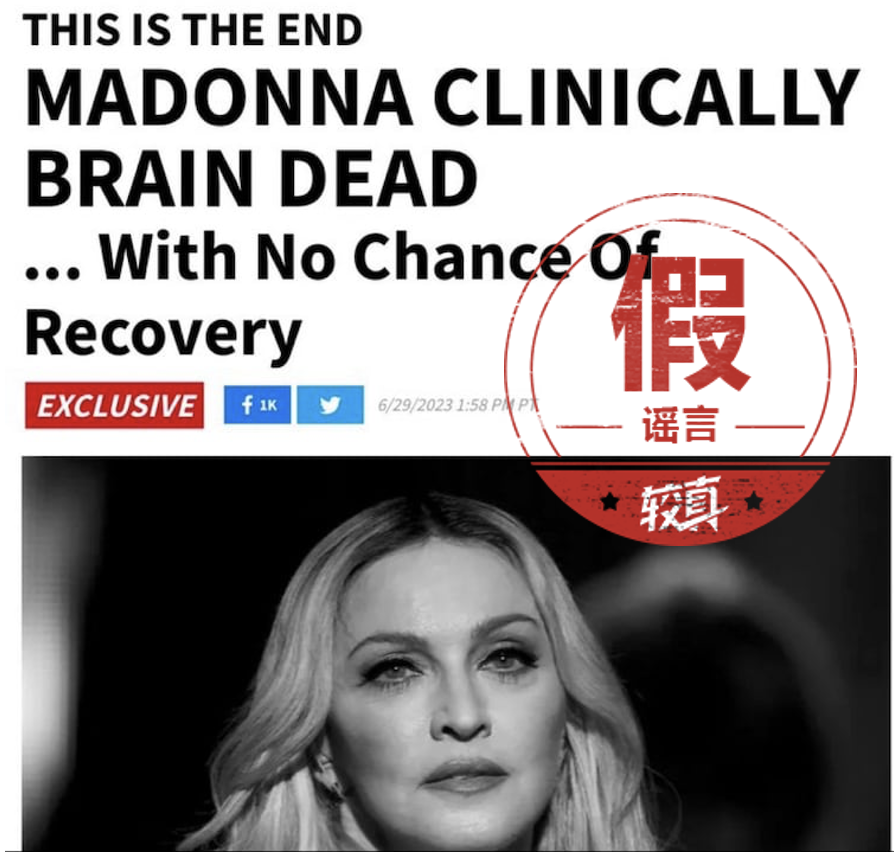 THIS IS THE END
MADONNA CLINICALLY
BRAIN DEAD
... With No Chance Of
Recovery
EXCLUSIVE
f 1K
6/29/2023 1:58 PM PT
假
谣言
较真